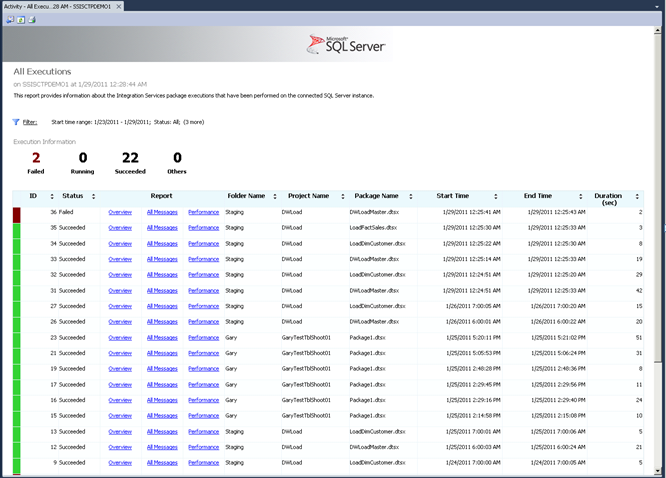 Activity - All Execu...28 AM - SSISCTPDEMO1
Microsoft
SQL Server
All Executions
on SSISCTPDEMO1 at 1/29/2011 12:28:44 AM
This report provides information about the Integration Services package executions that have been performed on the connected SQL Server instance.
Filter: Start time range: 1/23/2011 - 1/29/2011; Status: All; (3 more)
Execution Information
2 0 22 0
Failed Running Succeeded Others
ID Status Report Folder Name Project Name Package Name Start Time End Time Duration (sec)
36 Failed Overview All Messages Performance Staging DWLoad DWLoadMaster.dtsx 1/29/2011 12:25:41 AM 1/29/2011 12:25:43 AM 2
35 Succeeded Overview All Messages Performance Staging DWLoad LoadFactSales.dtsx 1/29/2011 12:25:30 AM 1/29/2011 12:25:33 AM 3
34 Succeeded Overview All Messages Performance Staging DWLoad LoadDimCustomer.dtsx 1/29/2011 12:25:22 AM 1/29/2011 12:25:30 AM 8
33 Succeeded Overview All Messages Performance Staging DWLoad DWLoadMaster.dtsx 1/29/2011 12:25:14 AM 1/29/2011 12:25:33 AM 19
32 Succeeded Overview All Messages Performance Staging DWLoad LoadDimCustomer.dtsx 1/29/2011 12:24:51 AM 1/29/2011 12:25:20 AM 29
31 Succeeded Overview All Messages Performance Staging DWLoad DWLoadMaster.dtsx 1/29/2011 12:24:51 AM 1/29/2011 12:25:33 AM 42
27 Succeeded Overview All Messages Performance Staging DWLoad LoadDimCustomer.dtsx 1/26/2011 7:00:05 AM 1/26/2011 7:00:20 AM 15
26 Succeeded Overview All Messages Performance Staging DWLoad DWLoadMaster.dtsx 1/26/2011 6:00:01 AM 1/26/2011 6:00:22 AM 20
23 Succeeded Overview All Messages Performance Gary GaryTestTblShoot01 Package1.dtsx 1/25/2011 5:20:11 PM 1/25/2011 5:21:02 PM 51
21 Succeeded Overview All Messages Performance Gary GaryTestTblShoot01 Package1.dtsx 1/25/2011 5:05:53 PM 1/25/2011 5:06:24 PM 31
19 Succeeded Overview All Messages Performance Gary GaryTestTblShoot01 Package1.dtsx 1/25/2011 2:48:28 PM 1/25/2011 2:48:36 PM 8
17 Succeeded Overview All Messages Performance Gary GaryTestTblShoot01 Package1.dtsx 1/25/2011 2:29:45 PM 1/25/2011 2:29:56 PM 11
16 Succeeded Overview All Messages Performance Gary GaryTestTblShoot01 Package1.dtsx 1/25/2011 2:29:16 PM 1/25/2011 2:29:40 PM 24
15 Succeeded Overview All Messages Performance Gary GaryTestTblShoot01 Package1.dtsx 1/25/2011 2:14:58 PM 1/25/2011 2:15:08 PM 10
13 Succeeded Overview All Messages Performance Staging DWLoad LoadDimCustomer.dtsx 1/25/2011 7:00:01 AM 1/25/2011 7:00:06 AM 5
12 Succeeded Overview All Messages Performance Staging DWLoad DWLoadMaster.dtsx 1/25/2011 6:00:03 AM 1/25/2011 6:00:24 AM 21
9 Succeeded Overview All Messages Performance Staging DWLoad LoadDimCustomer.dtsx 1/24/2011 7:00:00 AM 1/24/2011 7:00:05 AM 5